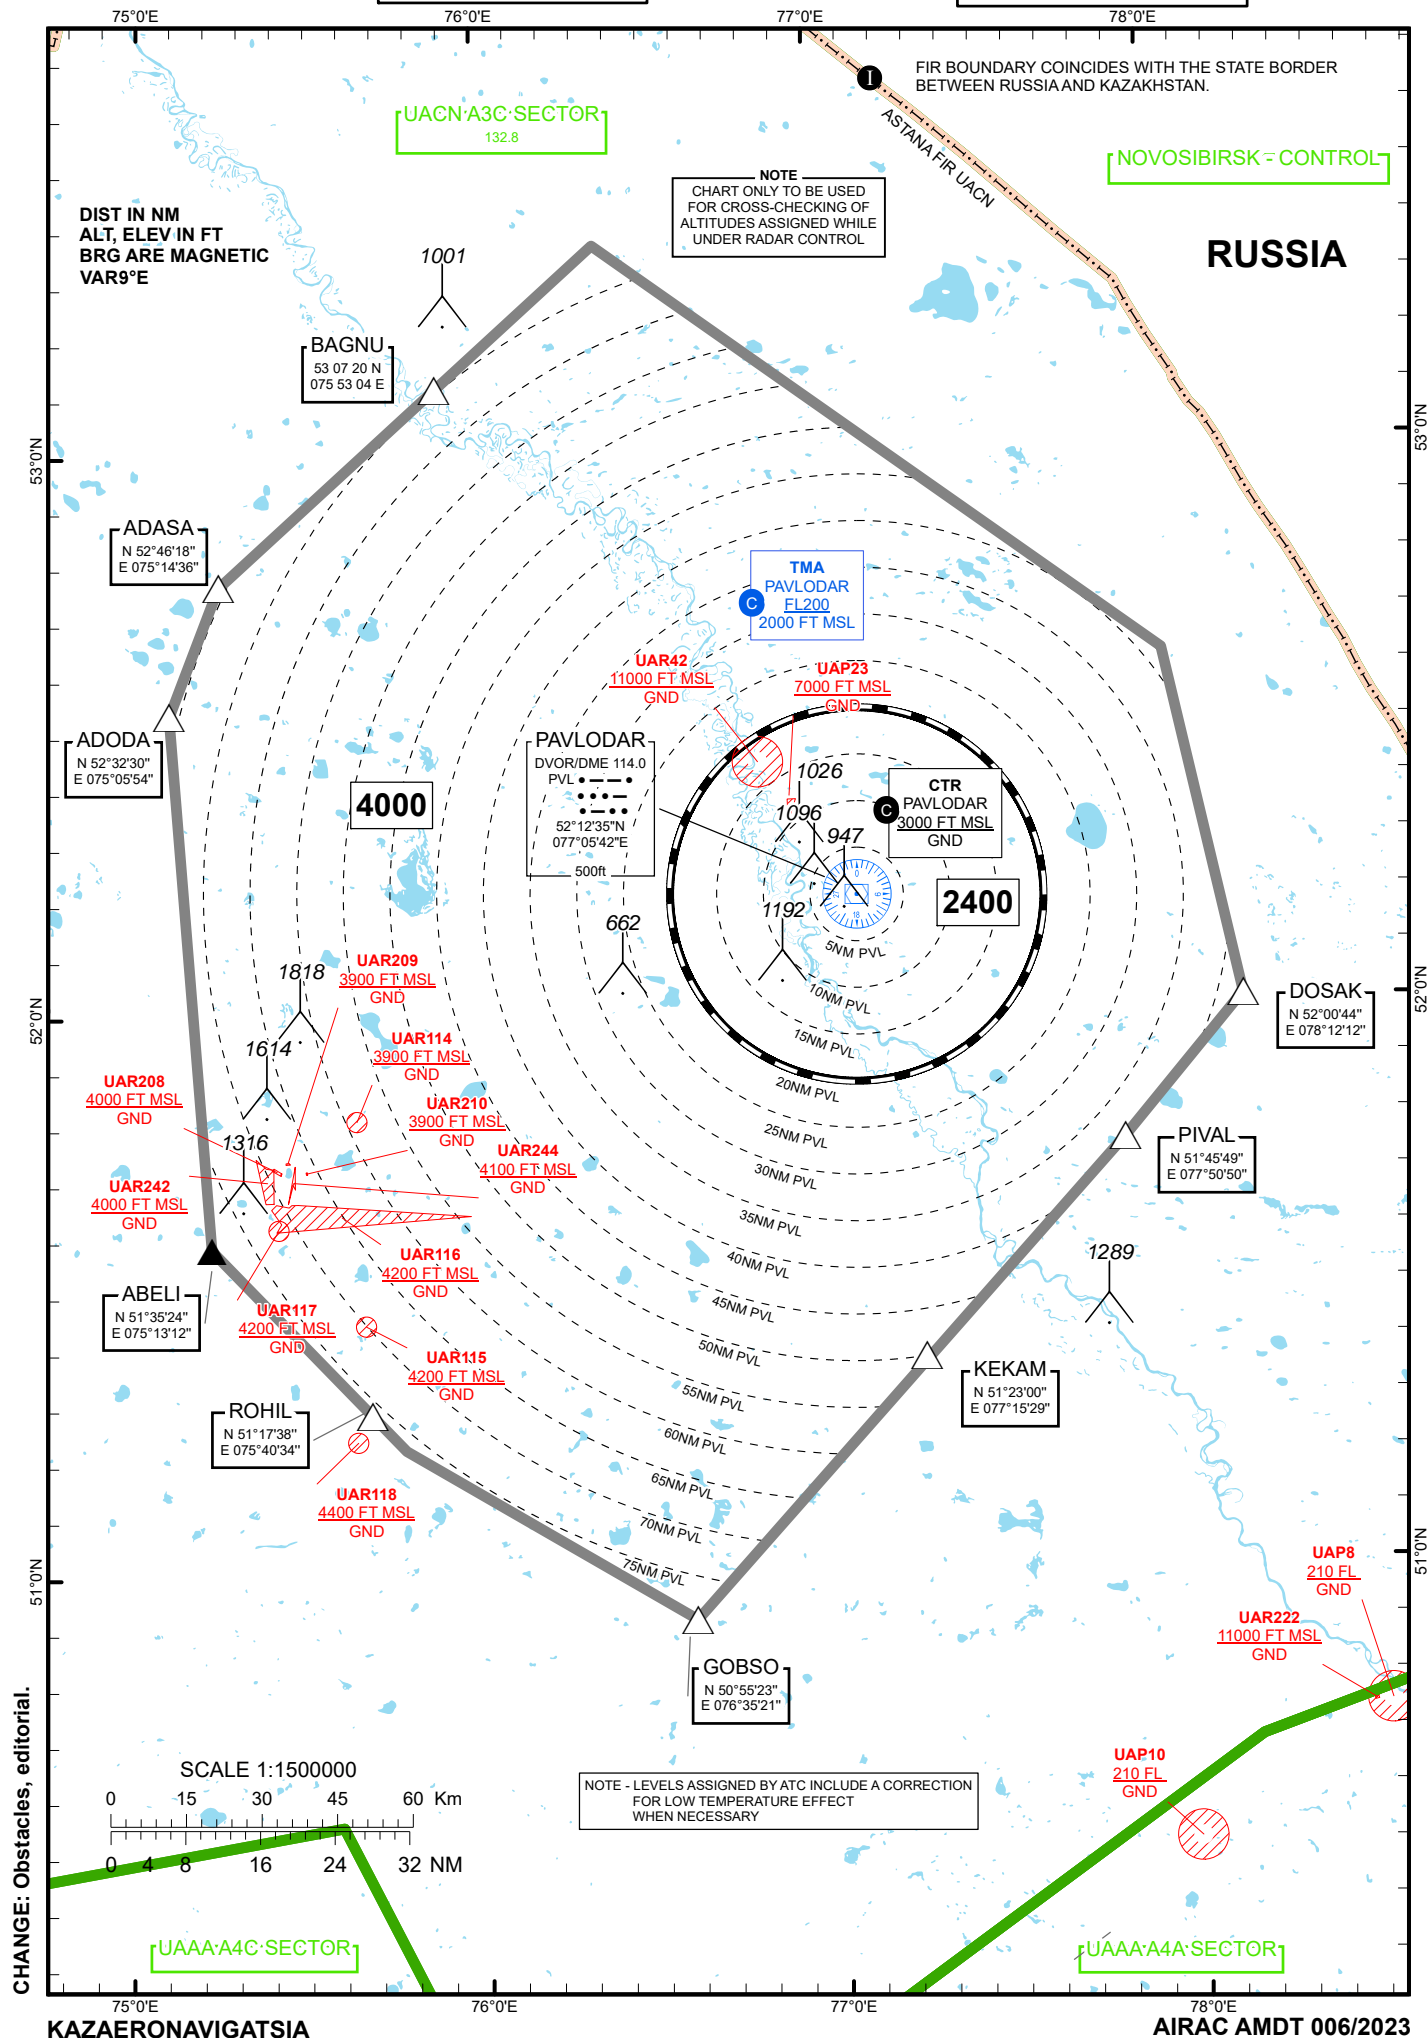 75°0'E
76°0'E
77°0'E
78°0'E
FIR BOUNDARY COINCIDES WITH THE STATE BORDER
BETWEEN RUSSIA AND KAZAKHSTAN.
I
ASTANA FIR UACN
UACN A3C SECTOR
132.8
NOVOSIBIRSK - CONTROL
NOTE
CHART ONLY TO BE USED
FOR CROSS-CHECKING OF
ALTITUDES ASSIGNED WHILE
UNDER RADAR CONTROL
DIST IN NM
ALT, ELEV IN FT
BRG ARE MAGNETIC
VAR9°E
RUSSIA
1001
BAGNU
53 07 20 N
075 53 04 E
53°0'N
53°0'N
ADASA
N 52°46'18"
E 075°14'36"
TMA
PAVLODAR
FL200
2000 FT MSL
C
UAR42
11000 FT MSL
GND
UAP23
7000 FT MSL
GND
ADODA
N 52°32'30"
E 075°05'54"
PAVLODAR
DVOR/DME 114.0
PVL
52°12'35"N
077°05'42"E
500ft
4000
1026
1096
947
CTR
PAVLODAR
3000 FT MSL
GND
C
2400
0
9
18
27
1192
662
5NM PVL
10NM PVL
15NM PVL
20NM PVL
25NM PVL
30NM PVL
35NM PVL
40NM PVL
45NM PVL
50NM PVL
55NM PVL
60NM PVL
65NM PVL
70NM PVL
75NM PVL
52°0'N
52°0'N
DOSAK
N 52°00'44"
E 078°12'12"
1818
UAR209
3900 FT MSL
GND
1614
UAR114
3900 FT MSL
GND
UAR208
4000 FT MSL
GND
UAR210
3900 FT MSL
GND
1316
UAR244
4100 FT MSL
GND
PIVAL
N 51°45'49"
E 077°50'50"
UAR242
4000 FT MSL
GND
UAR116
4200 FT MSL
GND
1289
ABELI
N 51°35'24"
E 075°13'12"
UAR117
4200 FT MSL
GND
UAR115
4200 FT MSL
GND
KEKAM
N 51°23'00"
E 077°15'29"
ROHIL
N 51°17'38"
E 075°40'34"
UAR118
4400 FT MSL
GND
51°0'N
51°0'N
UAP8
210 FL
GND
UAR222
11000 FT MSL
GND
GOBSO
N 50°55'23"
E 076°35'21"
UAP10
210 FL
GND
SCALE 1:1500000
0 15 30 45 60 Km
0 4 8 16 24 32 NM
NOTE - LEVELS ASSIGNED BY ATC INCLUDE A CORRECTION
FOR LOW TEMPERATURE EFFECT
WHEN NECESSARY
CHANGE: Obstacles, editorial.
UAAA A4C SECTOR
UAAA A4A SECTOR
75°0'E
76°0'E
77°0'E
78°0'E
KAZAERONAVIGATSIA
AIRAC AMDT 006/2023